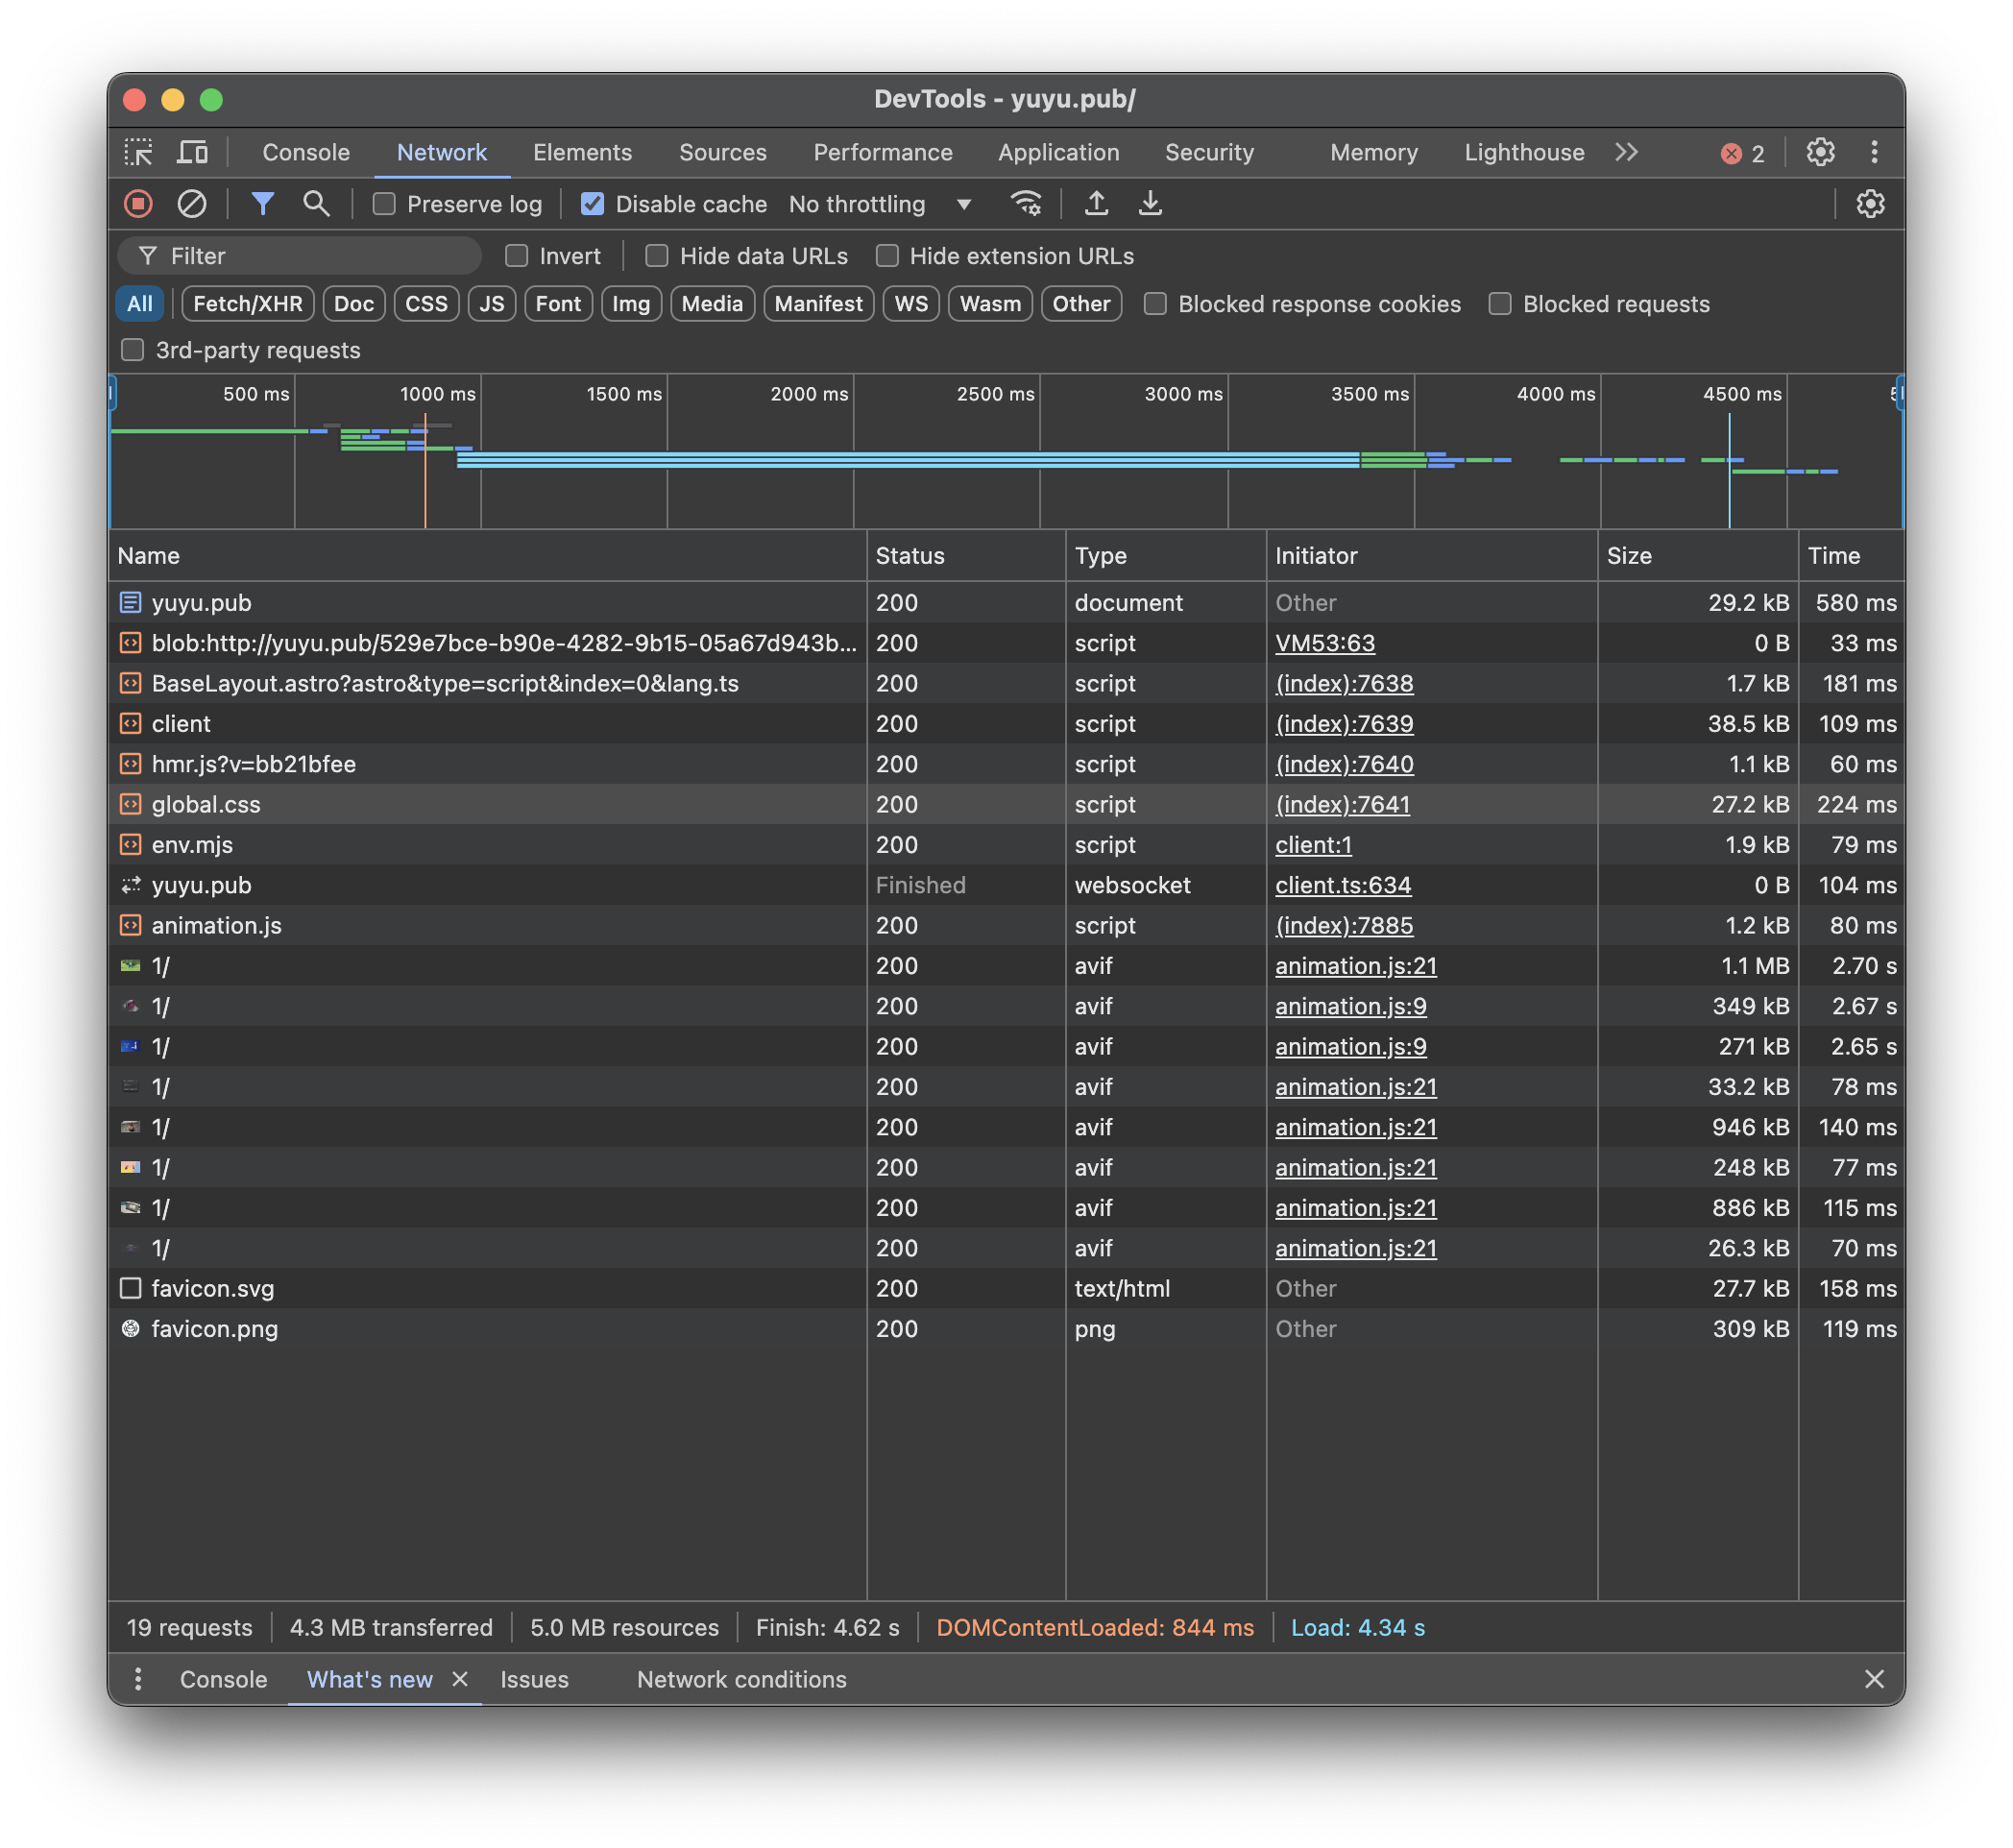 DevTools - yuyu.pub/
Console Network Elements Sources Performance Application Security Memory Lighthouse 2
Preserve log Disable cache No throttling
Filter Invert Hide data URLs Hide extension URLs
All Fetch/XHR Doc CSS JS Font Img Media Manifest WS Wasm Other Blocked response cookies Blocked requests
3rd-party requests
500 ms 1000 ms 1500 ms 2000 ms 2500 ms 3000 ms 3500 ms 4000 ms 4500 ms
Name Status Type Initiator Size Time
yuyu.pub 200 document Other 29.2 kB 580 ms
blob:http://yuyu.pub/529e7bce-b90e-4282-9b15-05a67d943b... 200 script VM53:63 0 B 33 ms
BaseLayout.astro?astro&type=script&index=0&lang.ts 200 script (index):7638 1.7 kB 181 ms
client 200 script (index):7639 38.5 kB 109 ms
hmr.js?v=bb21bfee 200 script (index):7640 1.1 kB 60 ms
global.css 200 script (index):7641 27.2 kB 224 ms
env.mjs 200 script client:1 1.9 kB 79 ms
yuyu.pub Finished websocket client.ts:634 0 B 104 ms
animation.js 200 script (index):7885 1.2 kB 80 ms
1/ 200 avif animation.js:21 1.1 MB 2.70 s
1/ 200 avif animation.js:9 349 kB 2.67 s
1/ 200 avif animation.js:9 271 kB 2.65 s
1/ 200 avif animation.js:21 33.2 kB 78 ms
1/ 200 avif animation.js:21 946 kB 140 ms
1/ 200 avif animation.js:21 248 kB 77 ms
1/ 200 avif animation.js:21 886 kB 115 ms
1/ 200 avif animation.js:21 26.3 kB 70 ms
favicon.svg 200 text/html Other 27.7 kB 158 ms
favicon.png 200 png Other 309 kB 119 ms
19 requests 4.3 MB transferred 5.0 MB resources Finish: 4.62 s DOMContentLoaded: 844 ms Load: 4.34 s
Console What's new Issues Network conditions